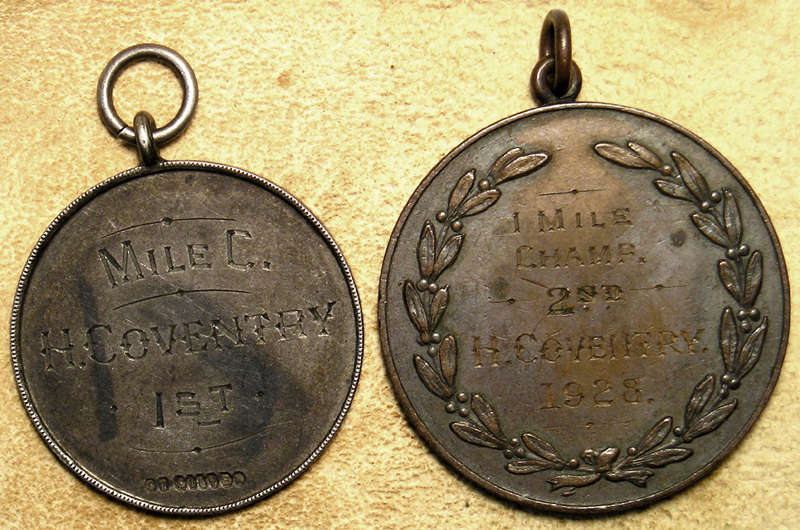 MILE C.
H. COVENTRY
1ST
1 MILE
CHAMP.
2ND
H. COVENTRY.
1928.